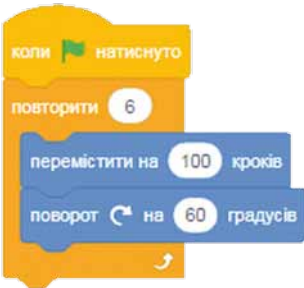 коли натиснуто
повторити 6
перемістити на 100 кроків
поворот на 60 градусів